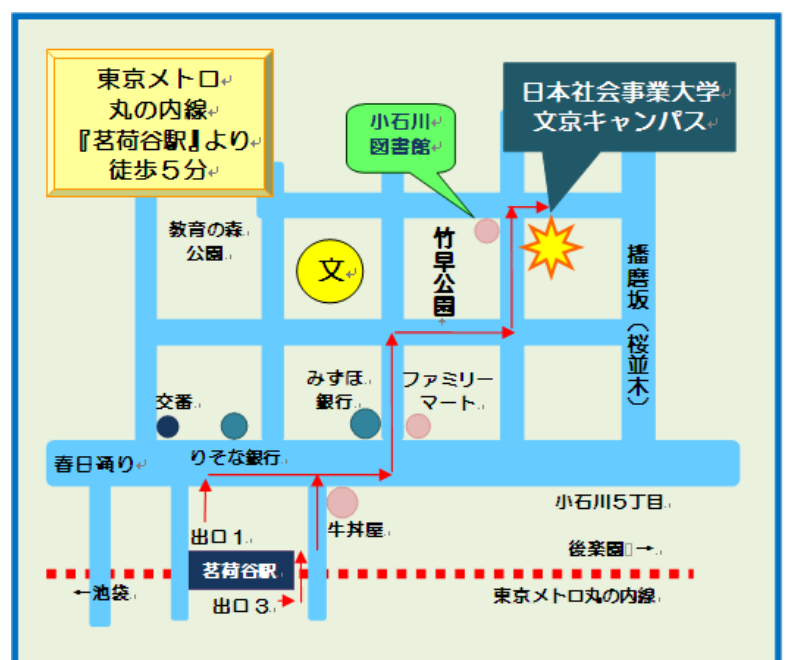 東京メトロ
丸の内線
『茗荷谷駅』より
徒歩５分
小石川
図書館
日本社会事業大学
文京キャンパス
教育の森
公園
文
竹早公園
播磨坂（桜並木）
みずほ
銀行
ファミリー
マート
交番
春日通り
りそな銀行
小石川5丁目
出口１
牛丼屋
後楽園 →
茗荷谷駅
←池袋
出口３
東京メトロ丸の内線